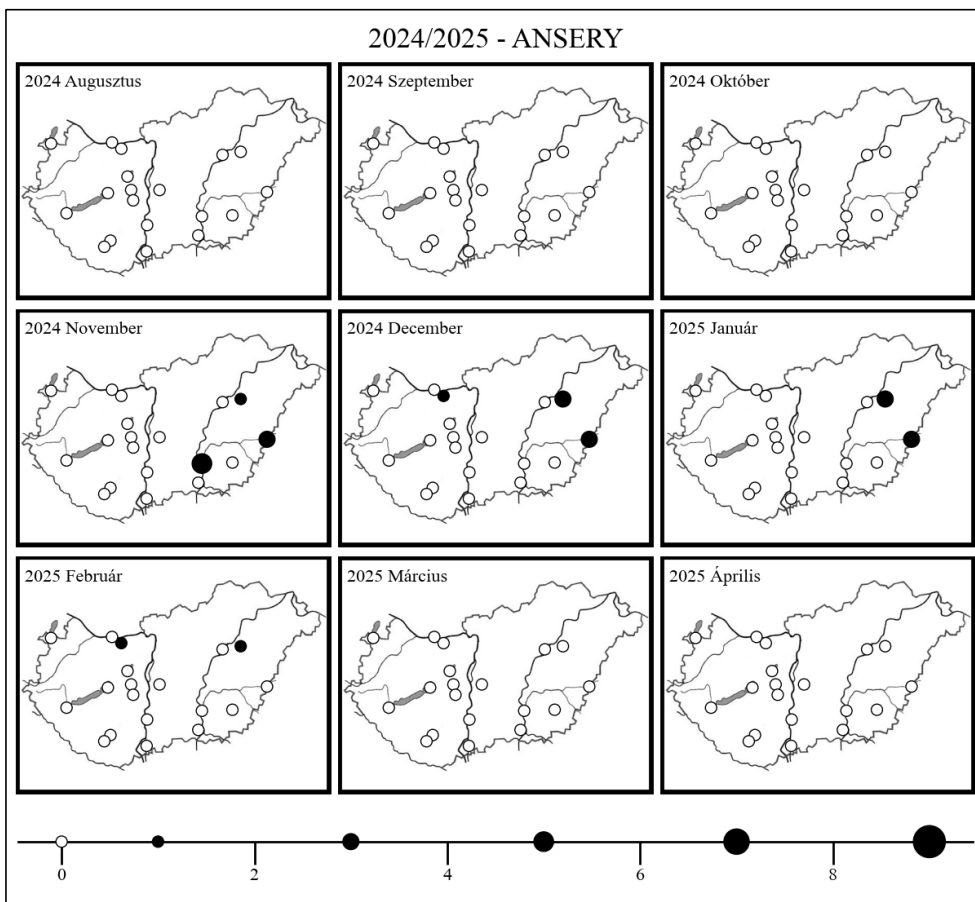 2024/2025 - ANSERY
2024 Augusztus
2024 Szeptember
2024 Október
2024 November
2024 December
2025 Január
2025 Február
2025 Március
2025 Április
0 2 4 6 8